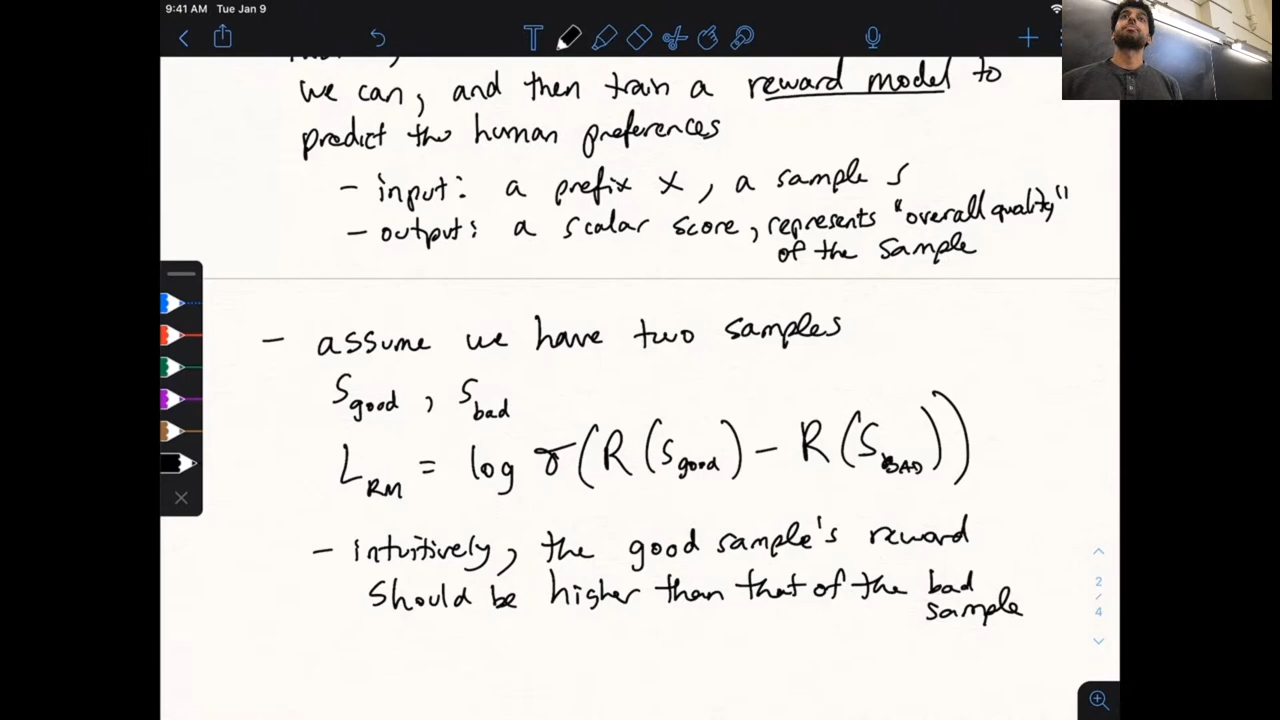 9:41 AM Tue Jan 9
we can, and then train a reward model to
predict the human preferences
- input: a prefix x, a sample s
- output: a scalar score, represents "overall quality"
of the sample
- assume we have two samples
S_good, S_bad
L_RM = log σ(R(S_good) - R(S_BAD))
- intuitively, the good sample's reward
should be higher than that of the bad
sample
2
/
4